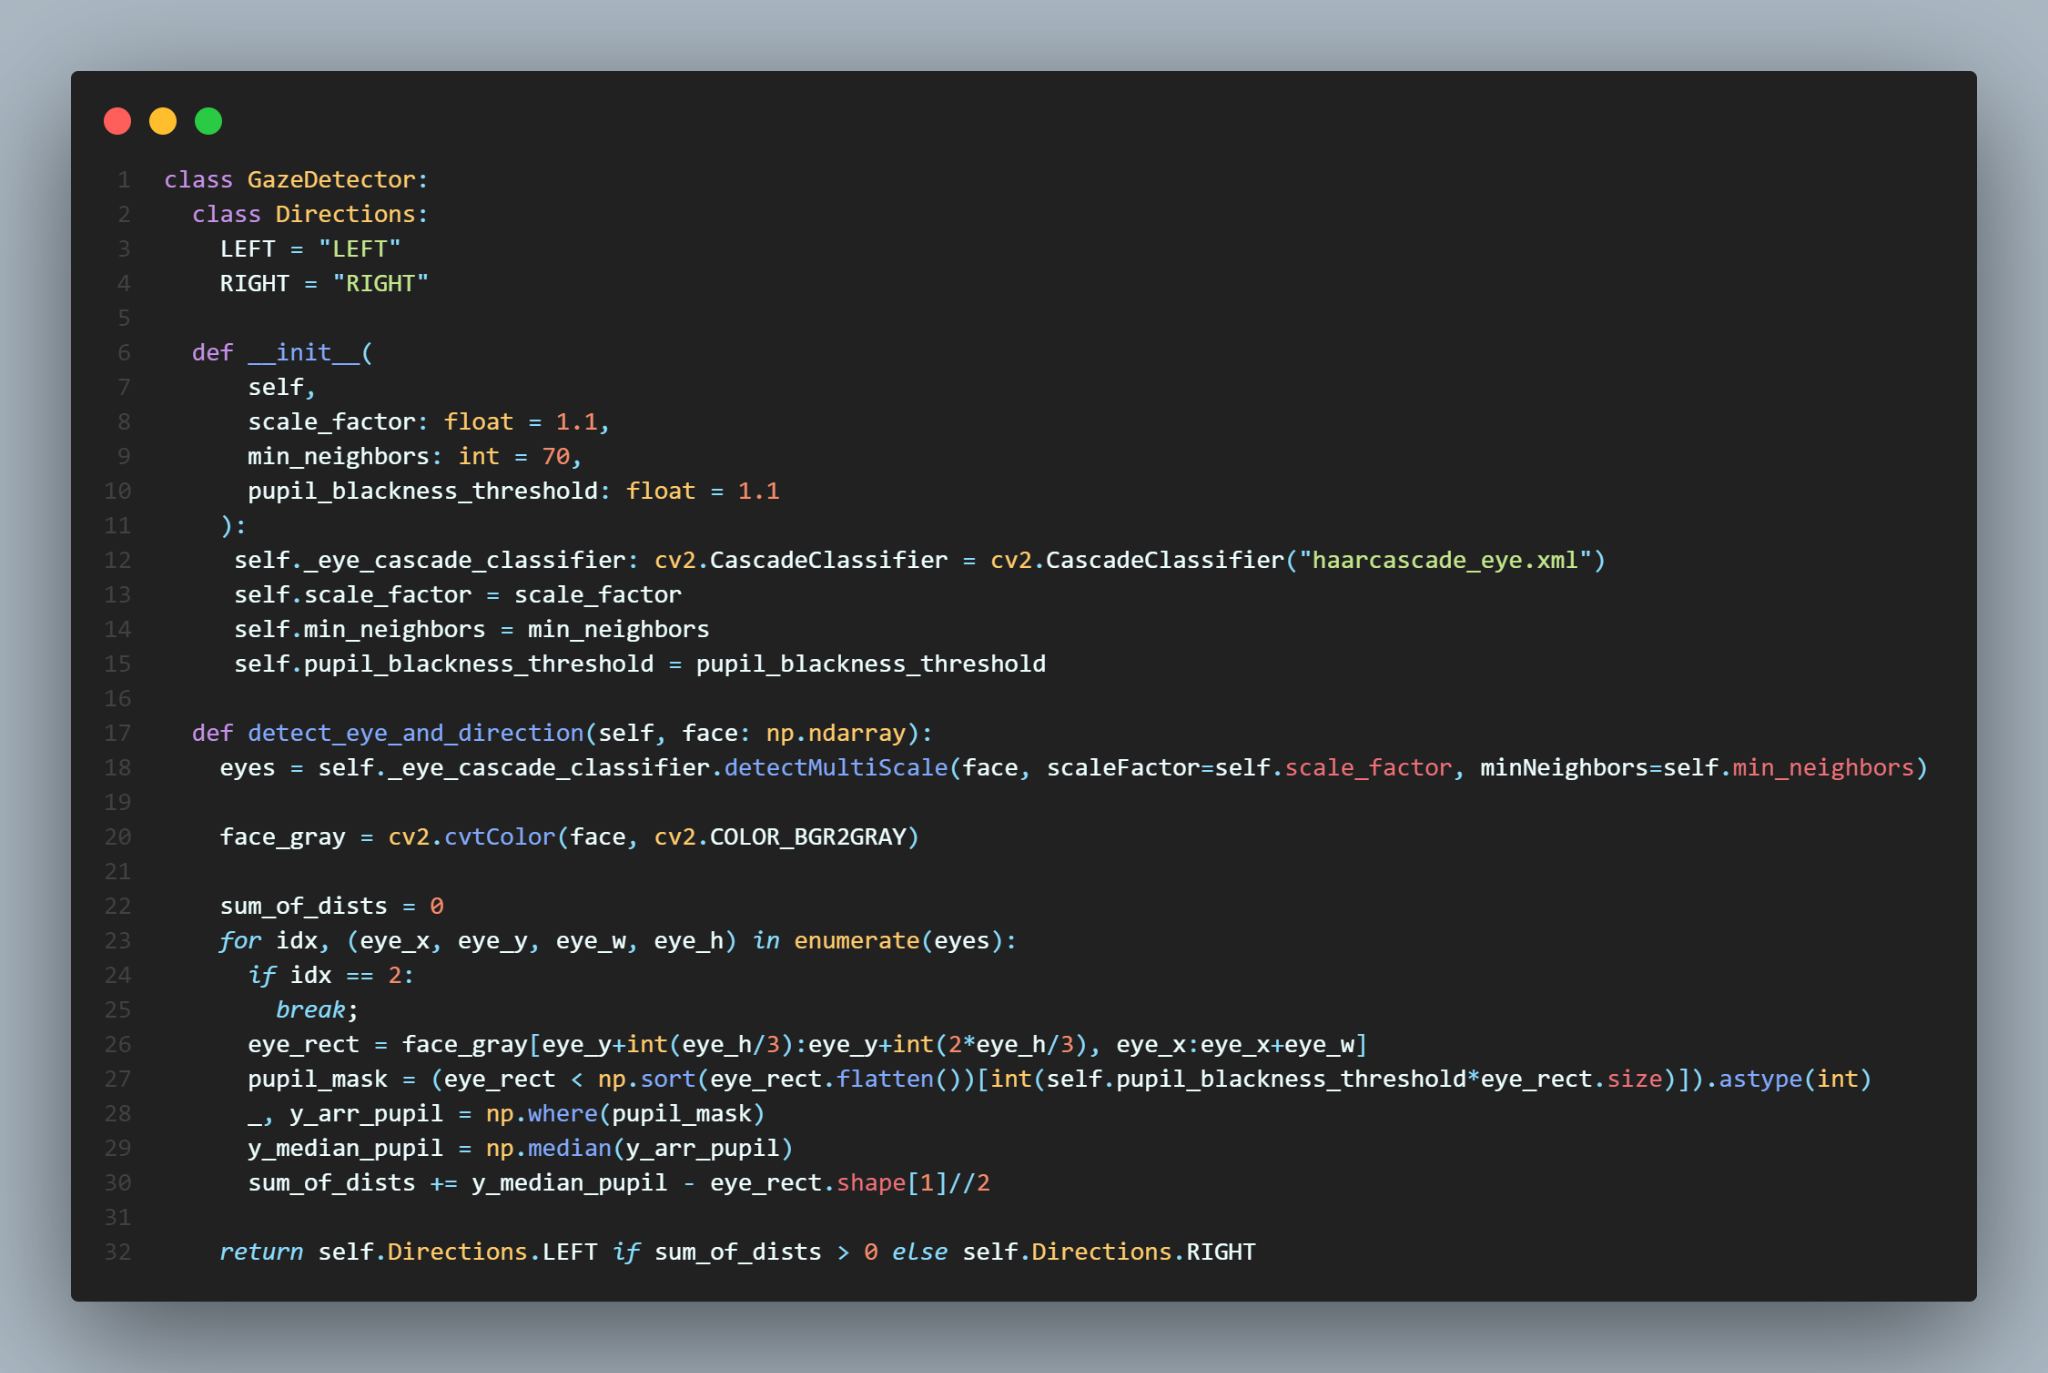 1 class GazeDetector:
2   class Directions:
3     LEFT = "LEFT"
4     RIGHT = "RIGHT"
5
6   def __init__(
7       self,
8       scale_factor: float = 1.1,
9       min_neighbors: int = 70,
10       pupil_blackness_threshold: float = 1.1
11     ):
12      self._eye_cascade_classifier: cv2.CascadeClassifier = cv2.CascadeClassifier("haarcascade_eye.xml")
13      self.scale_factor = scale_factor
14      self.min_neighbors = min_neighbors
15      self.pupil_blackness_threshold = pupil_blackness_threshold
16
17   def detect_eye_and_direction(self, face: np.ndarray):
18     eyes = self._eye_cascade_classifier.detectMultiScale(face, scaleFactor=self.scale_factor, minNeighbors=self.min_neighbors)
19
20     face_gray = cv2.cvtColor(face, cv2.COLOR_BGR2GRAY)
21
22     sum_of_dists = 0
23     for idx, (eye_x, eye_y, eye_w, eye_h) in enumerate(eyes):
24       if idx == 2:
25         break;
26       eye_rect = face_gray[eye_y+int(eye_h/3):eye_y+int(2*eye_h/3), eye_x:eye_x+eye_w]
27       pupil_mask = (eye_rect < np.sort(eye_rect.flatten())[int(self.pupil_blackness_threshold*eye_rect.size)]).astype(int)
28       _, y_arr_pupil = np.where(pupil_mask)
29       y_median_pupil = np.median(y_arr_pupil)
30       sum_of_dists += y_median_pupil - eye_rect.shape[1]//2
31
32     return self.Directions.LEFT if sum_of_dists > 0 else self.Directions.RIGHT